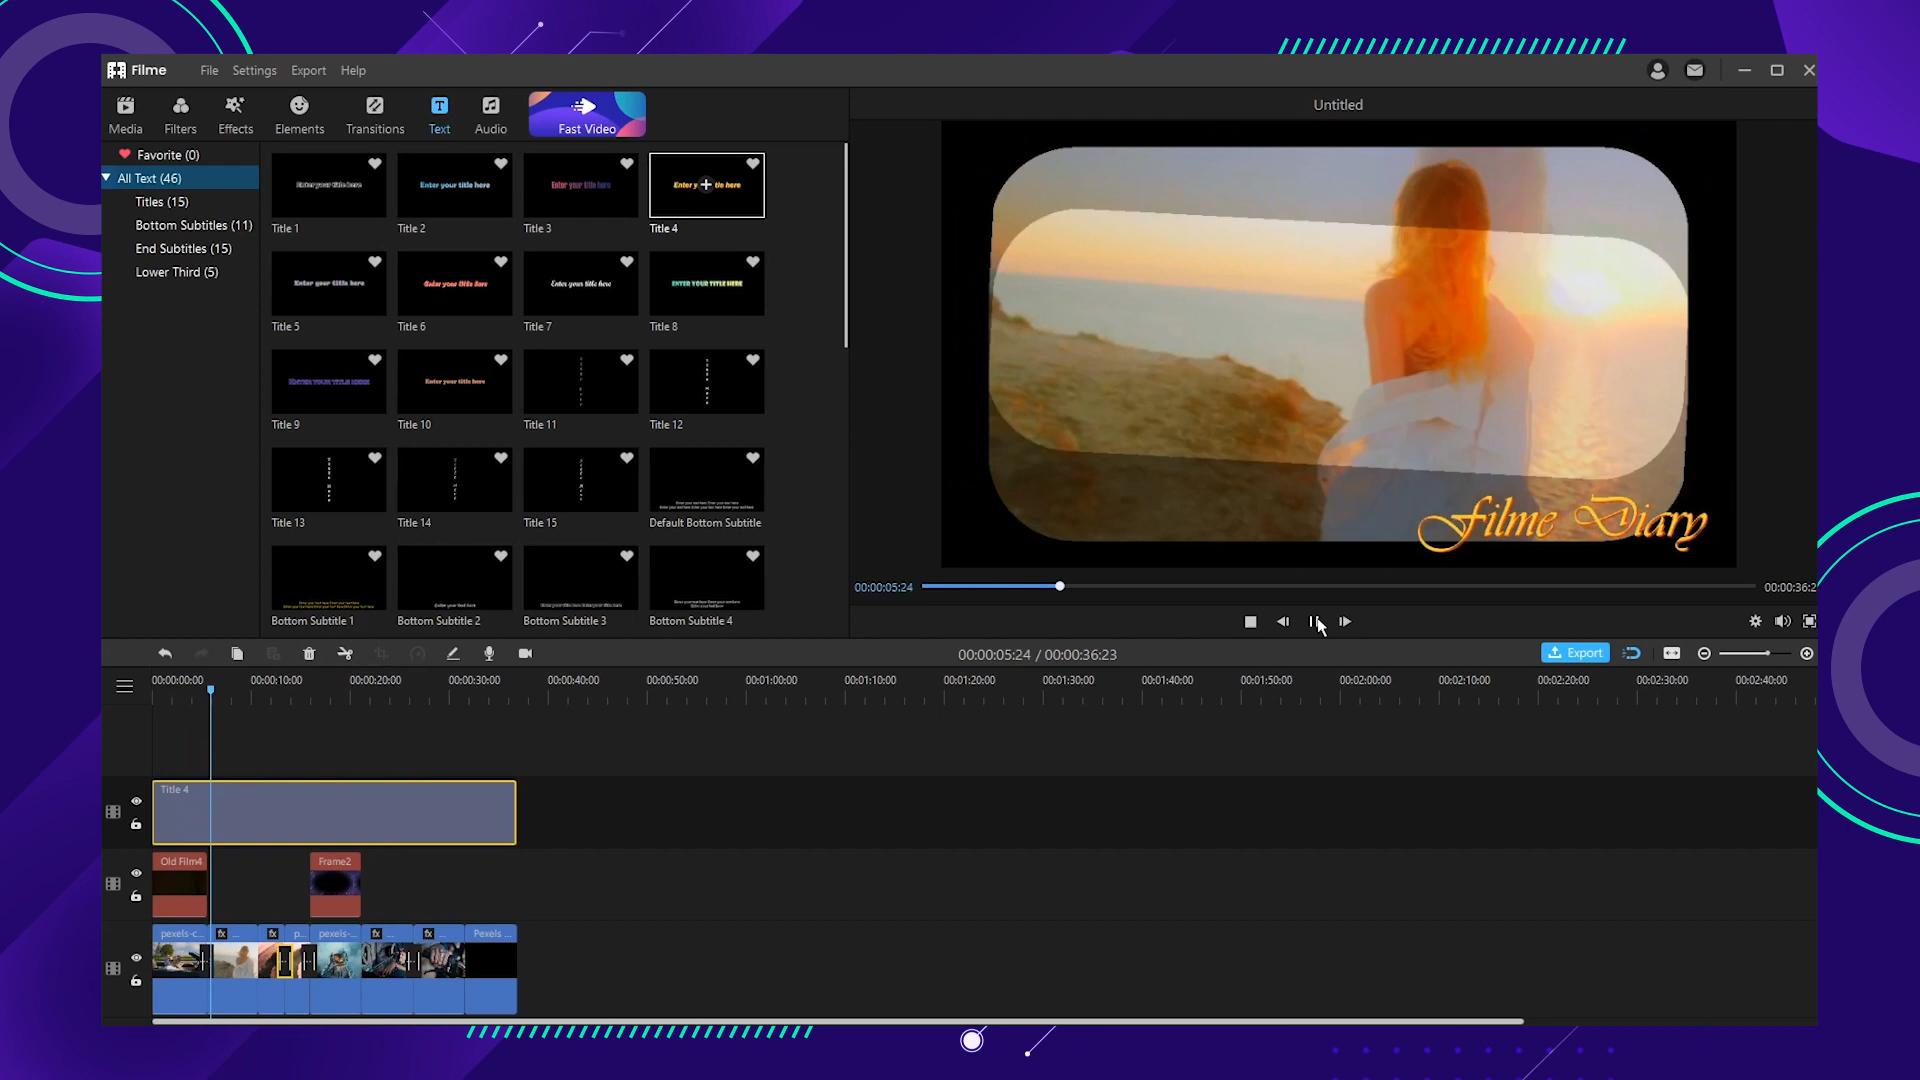 Filme File Settings Export Help
Untitled
Media Filters Effects Elements Transitions Text Audio Fast Video
Favorite (0)
All Text (46)
Titles (15)
Bottom Subtitles (11)
End Subtitles (15)
Lower Third (5)
Enter your title here Enter your title here Enter your title here
Title 1 Title 2 Title 3 Title 4
Enter your title here Enter your title here Enter your title here ENTER YOUR TITLE HERE
Title 5 Title 6 Title 7 Title 8
ENTER YOUR TITLE HERE Enter your title here
Title 9 Title 10 Title 11 Title 12
Title 13 Title 14 Title 15 Default Bottom Subtitle
Bottom Subtitle 1 Bottom Subtitle 2 Bottom Subtitle 3 Bottom Subtitle 4
Filme Diary
00:00:05:24 00:00:36:2
00:00:05:24 / 00:00:36:23 Export
00:00:00:00 00:00:10:00 00:00:20:00 00:00:30:00 00:00:40:00 00:00:50:00 00:01:00:00 00:01:10:00 00:01:20:00 00:01:30:00 00:01:40:00 00:01:50:00 00:02:00:00 00:02:10:00 00:02:20:00 00:02:30:00 00:02:40:00
Title 4
Old Film4 Frame2
pexels-c... fx ... fx p... pexels-... fx ... fx ... Pexels ...